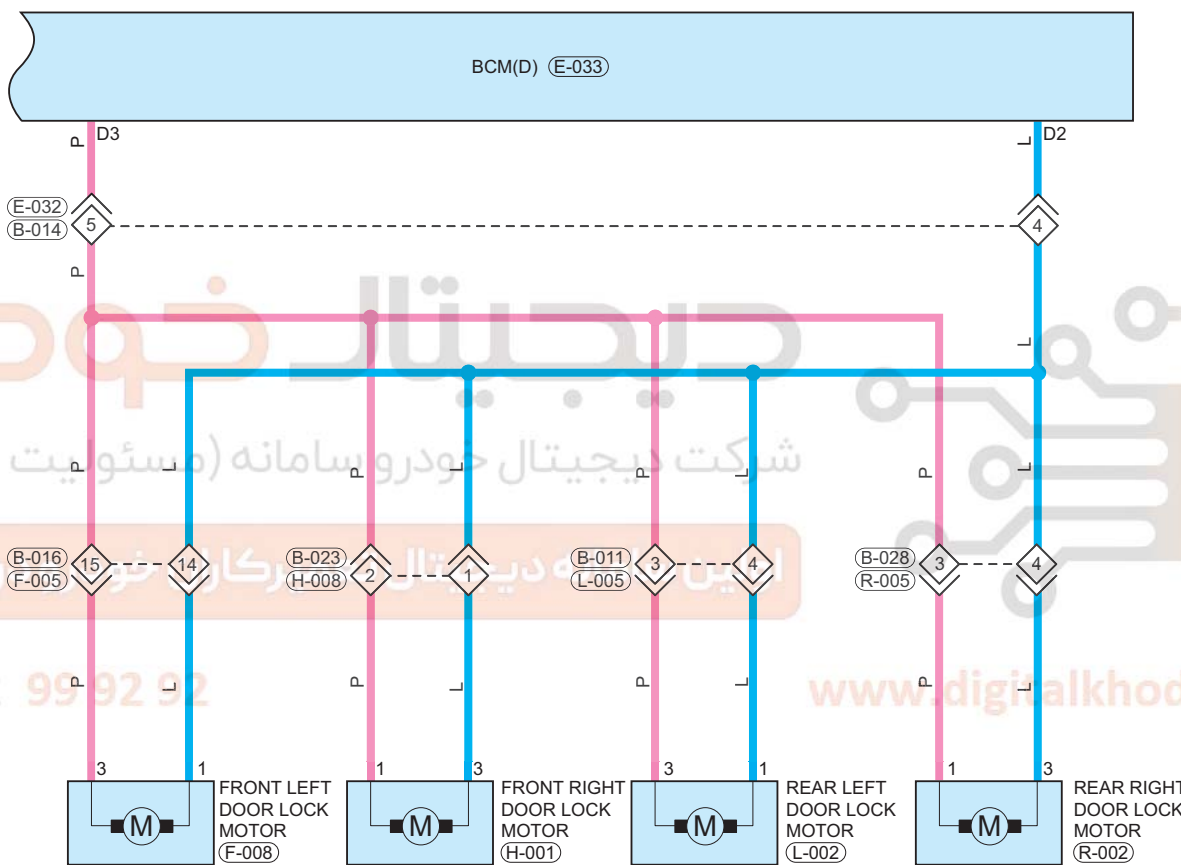 BCM(D) E-033
P D3 L D2
E-032
B-014 5 4
P
L
دیجیتال خود
شرکت دیجیتال خودرو سامانه (مسئولیت
P L P L P L P L
B-016 15 14 B-023 2 1 B-011 3 4 B-028 3 4
F-005 H-008 L-005 R-005
P L P L P L P L
99 92 92
www.digitalkhod
3 1 1 3 3 1 1 3
M FRONT LEFT
DOOR LOCK
MOTOR
F-008
M FRONT RIGHT
DOOR LOCK
MOTOR
H-001
M REAR LEFT
DOOR LOCK
MOTOR
L-002
M REAR RIGHT
DOOR LOCK
MOTOR
R-002